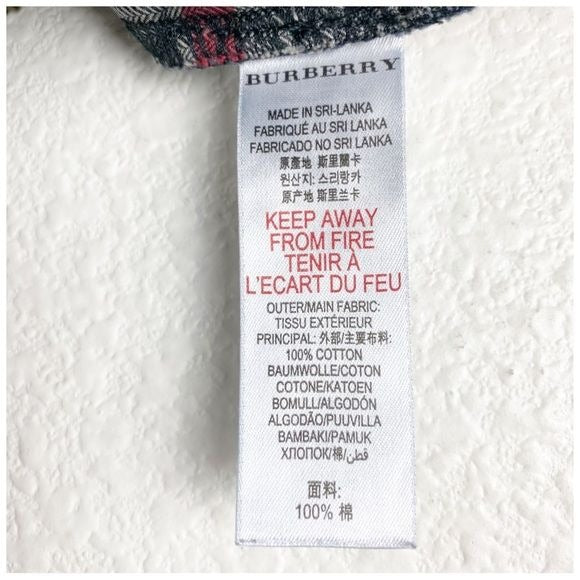 BURBERRY
MADE IN SRI-LANKA
FABRIQUÉ AU SRI LANKA
FABRICADO NO SRI LANKA
原產地 斯里蘭卡
원산지: 스리랑카
原产地 斯里兰卡
KEEP AWAY
FROM FIRE
TENIR À
L'ECART DU FEU
OUTER/MAIN FABRIC:
TISSU EXTÉRIEUR
PRINCIPAL: 外部/主要布料:
100% COTTON
BAUMWOLLE/COTON
COTONE/KATOEN
BOMULL/ALGODÓN
ALGODÃO/PUUVILLA
BAMBAKI/PAMUK
ХЛОПОК/棉/قطن
面料:
100% 棉